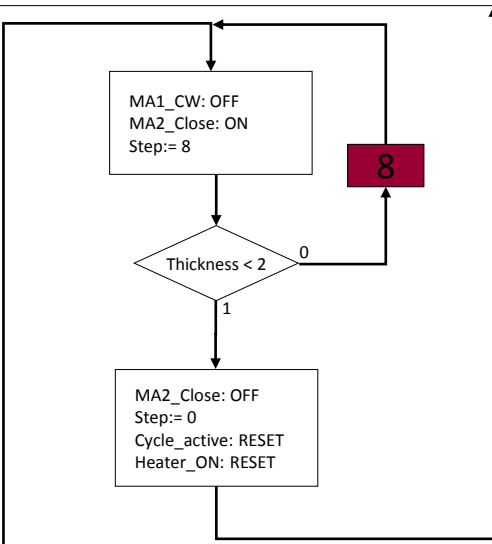 MA1_CW: OFF
MA2_Close: ON
Step:= 8
8
Thickness < 2
0
1
MA2_Close: OFF
Step:= 0
Cycle_active: RESET
Heater_ON: RESET